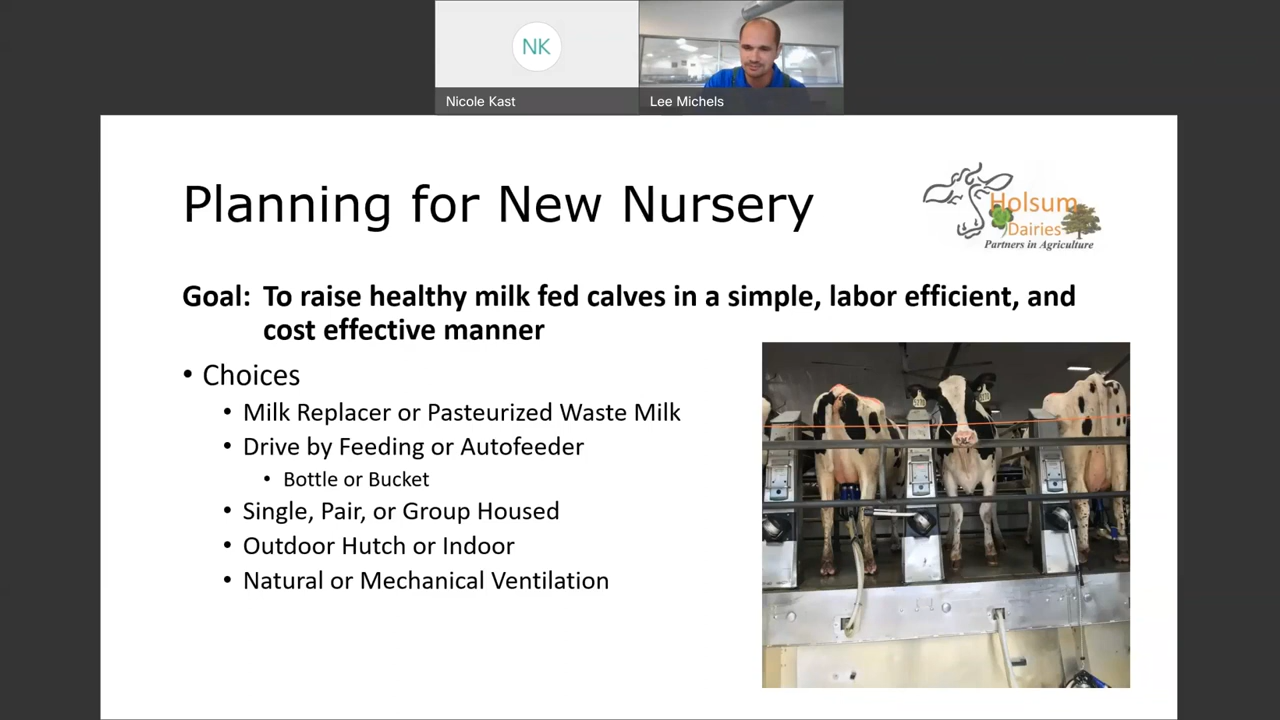 NK
Nicole Kast
Lee Michels
Planning for New Nursery
Holsum
Dairies
Partners in Agriculture
Goal: To raise healthy milk fed calves in a simple, labor efficient, and
cost effective manner
• Choices
• Milk Replacer or Pasteurized Waste Milk
• Drive by Feeding or Autofeeder
• Bottle or Bucket
• Single, Pair, or Group Housed
• Outdoor Hutch or Indoor
• Natural or Mechanical Ventilation